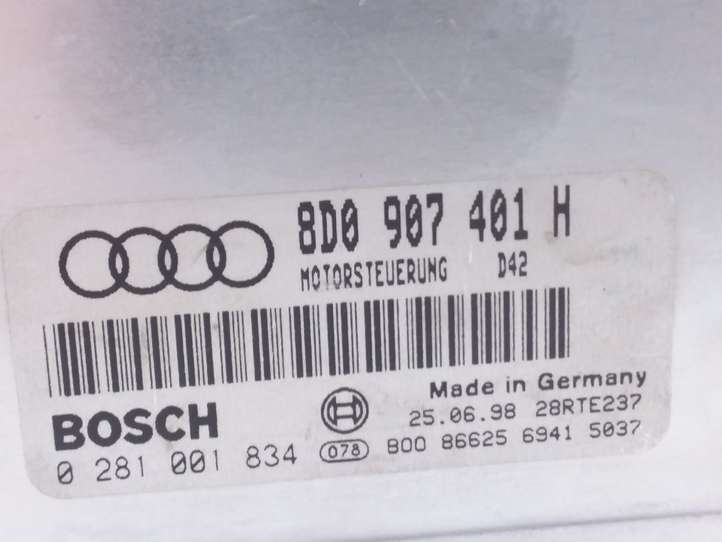 8D0 907 401 H
MOTORSTEUERUNG D42
Made in Germany
BOSCH
25.06.98 28RTE237
0 281 001 834 078 800 86625 6941 5037